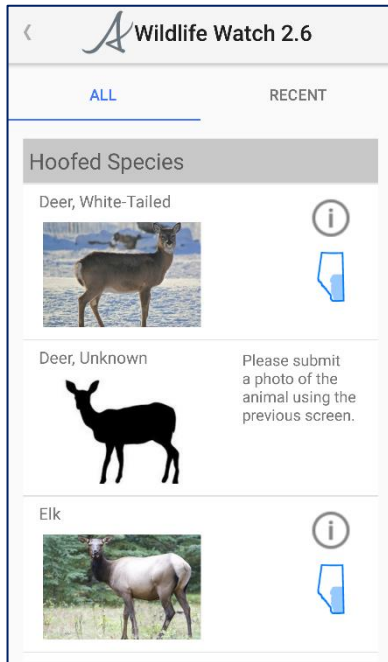 Wildlife Watch 2.6
ALL
RECENT
Hoofed Species
Deer, White-Tailed
Deer, Unknown
Please submit
a photo of the
animal using the
previous screen.
Elk